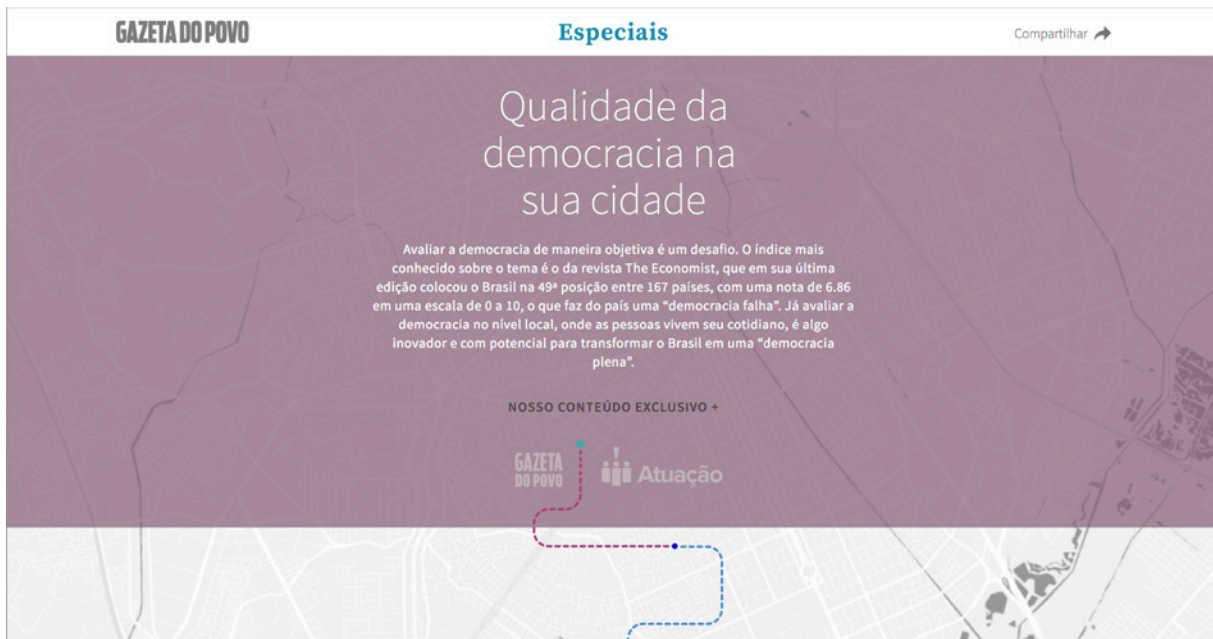 GAZETA DO POVO
Especiais
Compartilhar
Qualidade da
democracia na
sua cidade
Avaliar a democracia de maneira objetiva é um desafio. O índice mais
conhecido sobre o tema é o da revista The Economist, que em sua última
edição colocou o Brasil na 49ª posição entre 167 países, com uma nota de 6.86
em uma escala de 0 a 10, o que faz do país uma “democracia falha”. Já avaliar a
democracia no nível local, onde as pessoas vivem seu cotidiano, é algo
inovador e com potencial para transformar o Brasil em uma “democracia
plena”.
NOSSO CONTEÚDO EXCLUSIVO +
GAZETA
DO POVO
Atuação